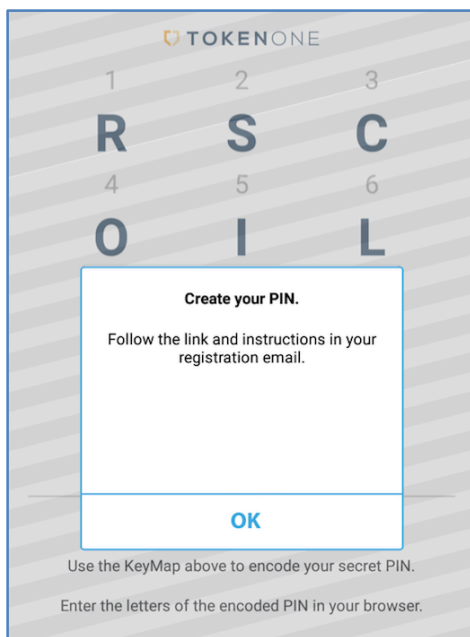 TOKENONE
1 2 3
R S C
4 5 6
O I L
Create your PIN.
Follow the link and instructions in your
registration email.
OK
Use the KeyMap above to encode your secret PIN.
Enter the letters of the encoded PIN in your browser.